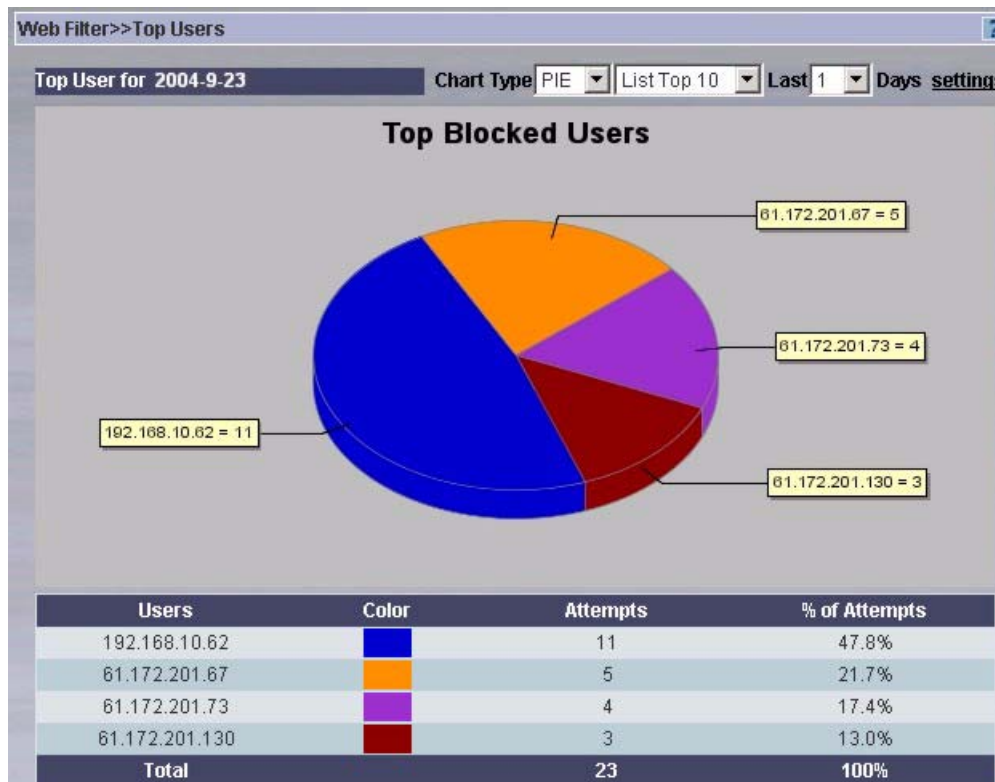 Web Filter>>Top Users
?
Top User for 2004-9-23 Chart Type PIE List Top 10 Last 1 Days setting
Top Blocked Users
61.172.201.67 = 5
61.172.201.73 = 4
192.168.10.62 = 11
61.172.201.130 = 3
Users Color Attempts % of Attempts
192.168.10.62 11 47.8%
61.172.201.67 5 21.7%
61.172.201.73 4 17.4%
61.172.201.130 3 13.0%
Total 23 100%